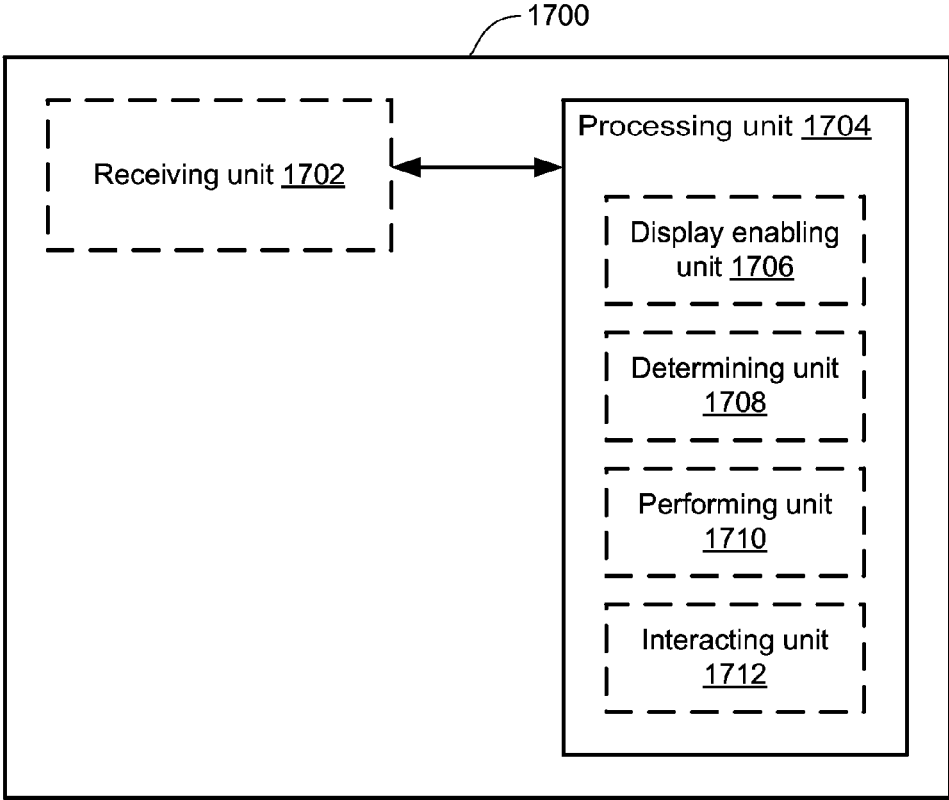 1700
Receiving unit 1702
Processing unit 1704
Display enabling
unit 1706
Determining unit
1708
Performing unit
1710
Interacting unit
1712